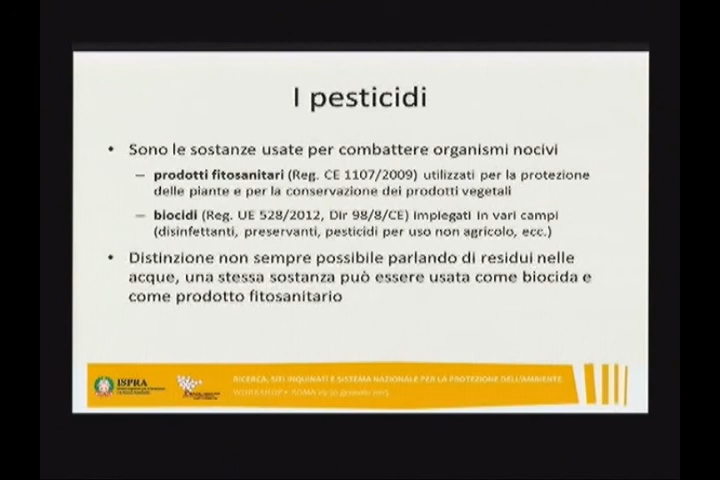 I pesticidi
• Sono le sostanze usate per combattere organismi nocivi
– prodotti fitosanitari (Reg. CE 1107/2009) utilizzati per la protezione
delle piante e per la conservazione dei prodotti vegetali
– biocidi (Reg. UE 528/2012, Dir 98/8/CE) impiegati in vari campi
(disinfettanti, preservanti, pesticidi per uso non agricolo, ecc.)
• Distinzione non sempre possibile parlando di residui nelle
acque, una stessa sostanza può essere usata come biocida e
come prodotto fitosanitario
ISPRA
RICERCA, SITI INQUINATI E SISTEMA NAZIONALE PER LA PROTEZIONE DELL'AMBIENTE
WORKSHOP • ROMA